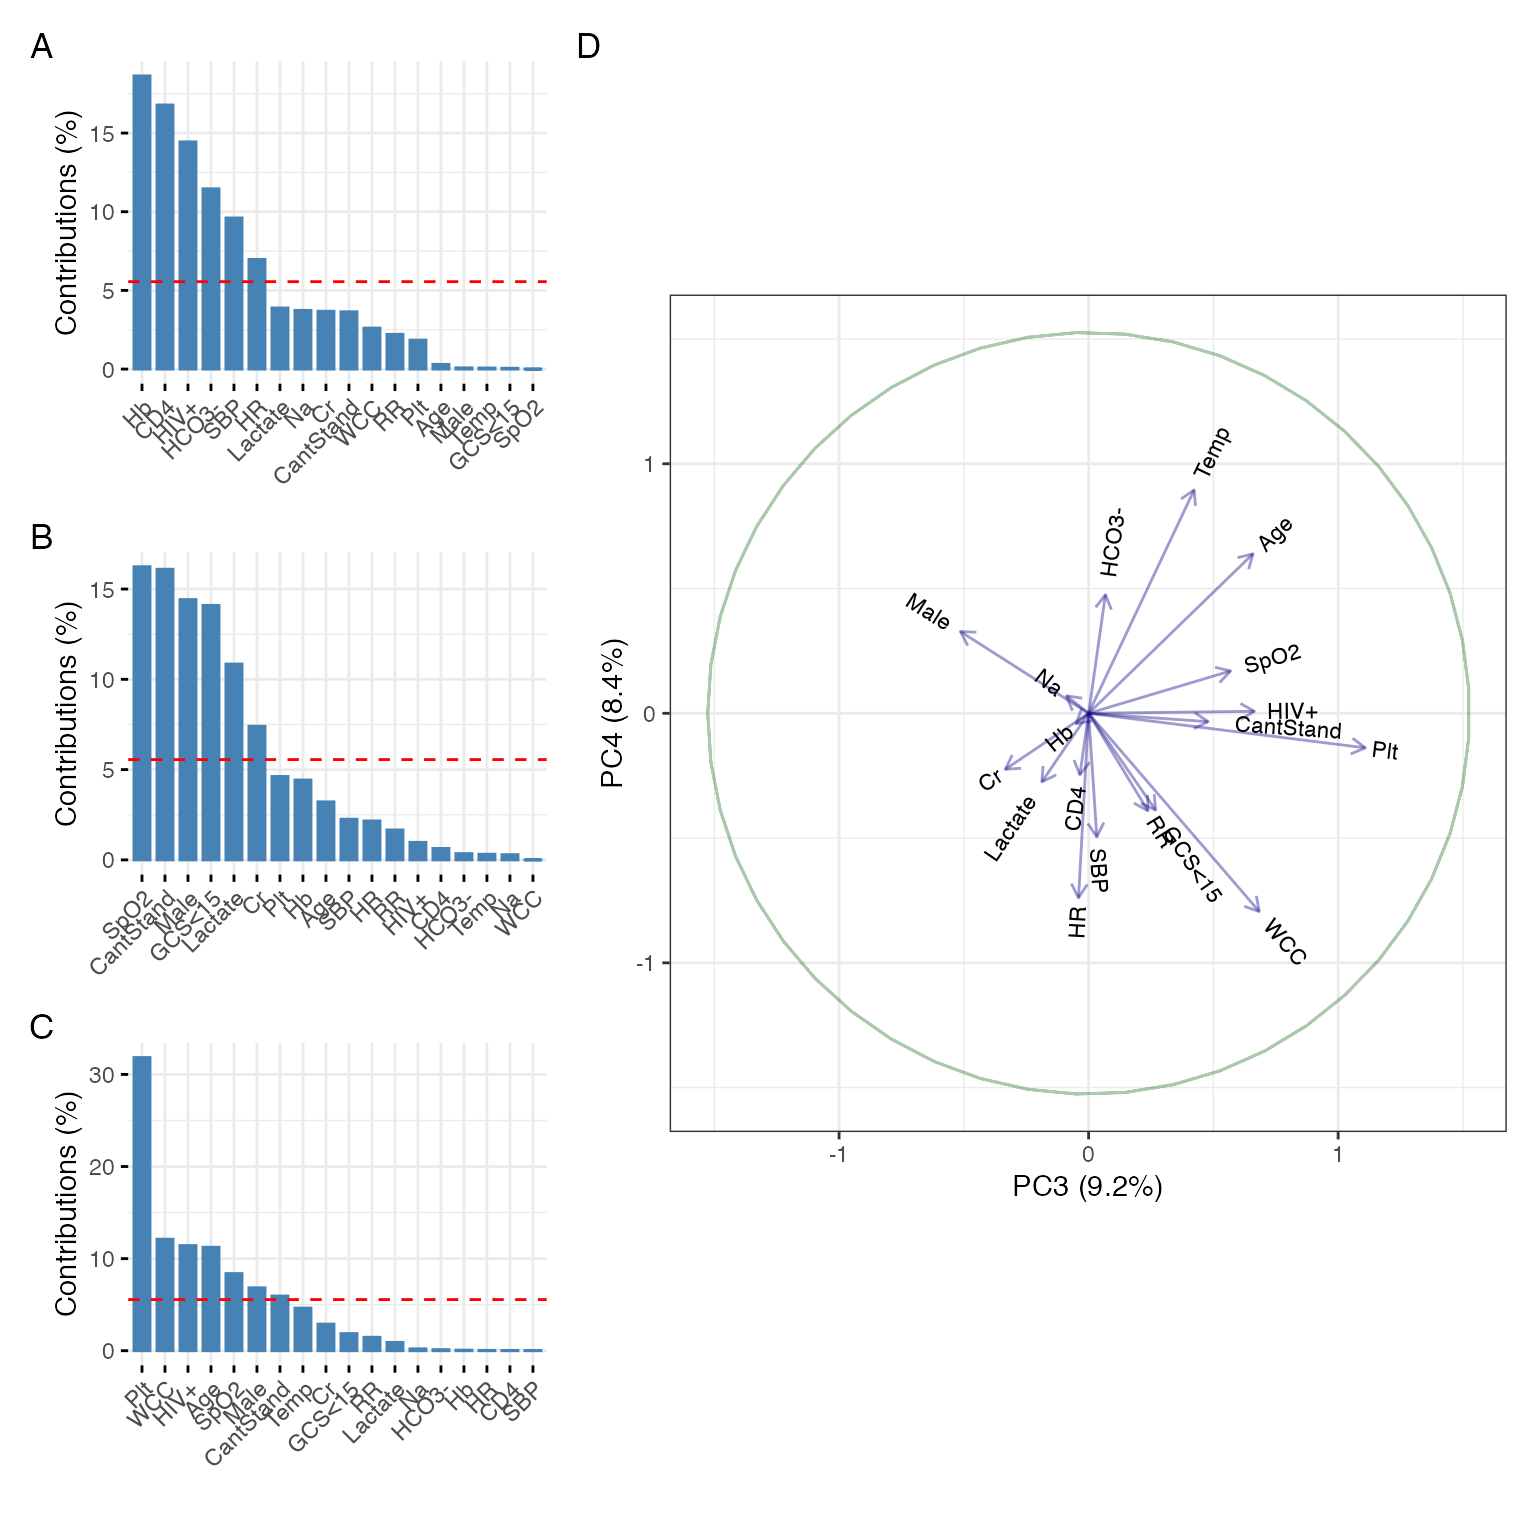 A
Contributions (%)
15
10
5
0
Hb
CD4
HIV+
HCO3-
SBP
HR
Lactate
Na
Cr
CantStand
WCC
RR
Plt
Age
Male
Temp
GCS<15
SpO2
B
Contributions (%)
15
10
5
0
SpO2
CantStand
Male
GCS<15
Lactate
Cr
Plt
Hb
Age
SBP
HR
RR
HIV+
CD4
HCO3-
Temp
Na
WCC
C
Contributions (%)
30
20
10
0
Plt
WCC
HIV+
Age
SpO2
Male
CantStand
Temp
Cr
GCS<15
RR
Lactate
Na
HCO3-
Hb
HR
CD4
SBP
D
PC4 (8.4%)
1
0
-1
Temp
HCO3-
Age
Male
SpO2
Na
HIV+
CantStand
Hb
Plt
Cr
CD4
Lactate
RR
GCS<15
SBP
HR
WCC
-1
0
1
PC3 (9.2%)